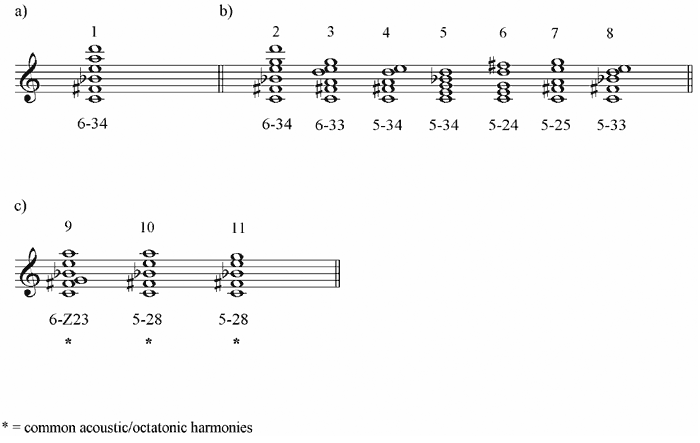 a) b)
1 2 3 4 5 6 7 8
6-34 6-34 6-33 5-34 5-34 5-24 5-25 5-33
c)
9 10 11
6-Z23 5-28 5-28
* * *
* = common acoustic/octatonic harmonies